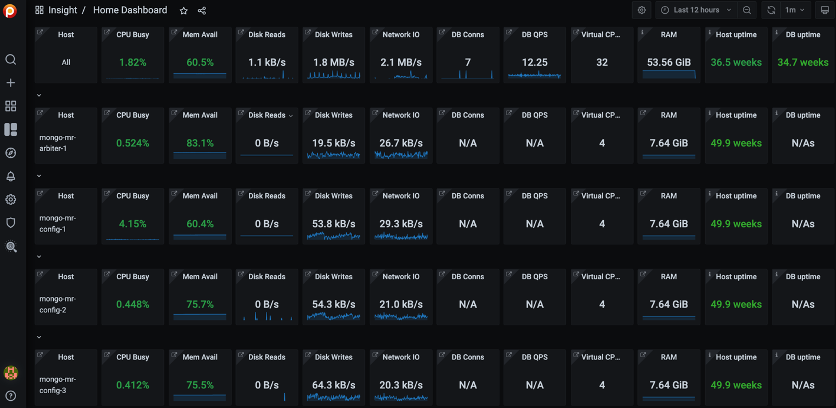 Insight / Home Dashboard
Last 12 hours
1m
Host CPU Busy Mem Avail Disk Reads Disk Writes Network IO DB Conns DB QPS Virtual CP... RAM Host uptime DB uptime
All 1.82% 60.5% 1.1 kB/s 1.8 MB/s 2.1 MB/s 7 12.25 32 53.56 GiB 36.5 weeks 34.7 weeks
Host CPU Busy Mem Avail Disk Reads Disk Writes Network IO DB Conns DB QPS Virtual CP... RAM Host uptime DB uptime
mongo-mr-
arbiter-1 0.524% 83.1% 0 B/s 19.5 kB/s 26.7 kB/s N/A N/A 4 7.64 GiB 49.9 weeks N/As
Host CPU Busy Mem Avail Disk Reads Disk Writes Network IO DB Conns DB QPS Virtual CP... RAM Host uptime DB uptime
mongo-mr-
config-1 4.15% 60.4% 0 B/s 53.8 kB/s 29.3 kB/s N/A N/A 4 7.64 GiB 49.9 weeks N/As
Host CPU Busy Mem Avail Disk Reads Disk Writes Network IO DB Conns DB QPS Virtual CP... RAM Host uptime DB uptime
mongo-mr-
config-2 0.448% 75.7% 0 B/s 54.3 kB/s 21.0 kB/s N/A N/A 4 7.64 GiB 49.9 weeks N/As
Host CPU Busy Mem Avail Disk Reads Disk Writes Network IO DB Conns DB QPS Virtual CP... RAM Host uptime DB uptime
mongo-mr-
config-3 0.412% 75.5% 0 B/s 64.3 kB/s 20.3 kB/s N/A N/A 4 7.64 GiB 49.9 weeks N/As